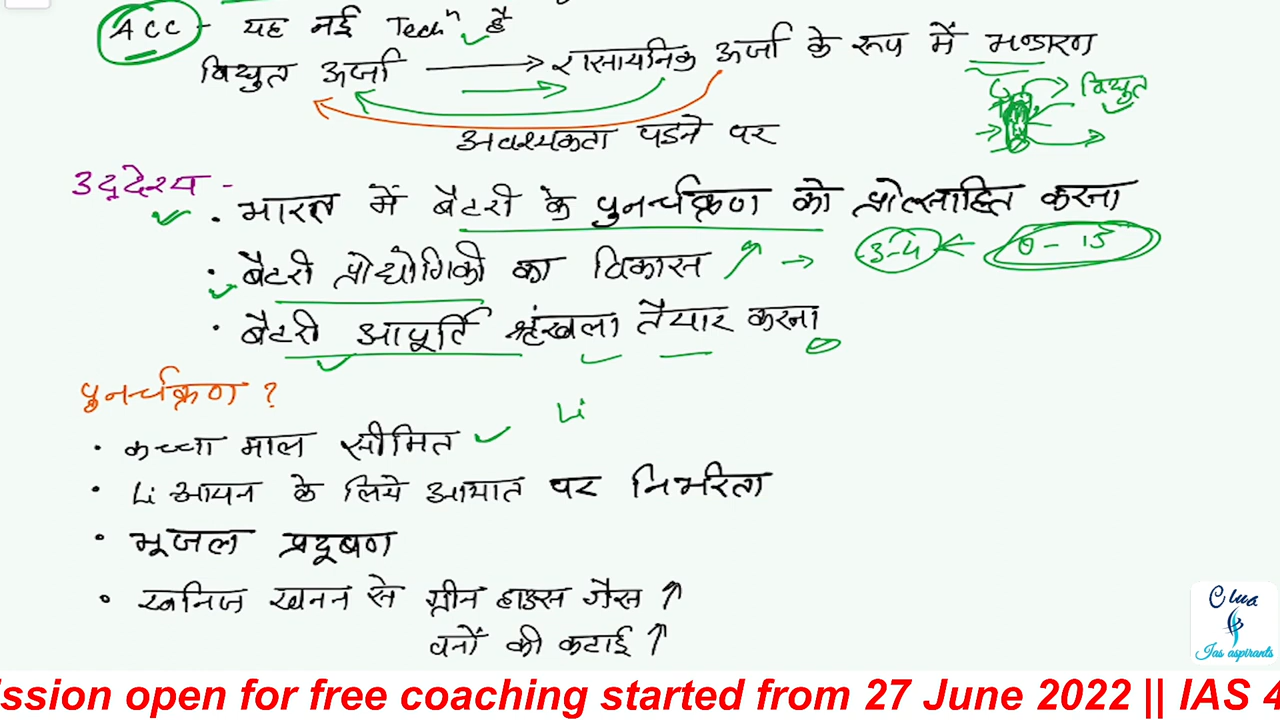 ACC - यह नई Techⁿ है
विद्युत ऊर्जा → रासायनिक ऊर्जा के रूप में भण्डारण
विद्युत
अवश्यकता पडने पर
उद्देश्य -
• भारत में बैटरी के पुनर्चक्रण को प्रोत्साहित करना
• बैटरी प्रौद्योगिकी का विकास ↑ → 3-4 ← 0-15
• बैटरी आपूर्ति श्रृंखला तैयार करना
पुनर्चक्रण ?
Li
• कच्चा माल सीमित
• Li आयन के लिये आयात पर निर्भरता
• भूजल प्रदूषण
• खनिज खनन से ग्रीन हाउस गैस ↑
वनों की कटाई ↑
Clue
Ias aspirants
ission open for free coaching started from 27 June 2022 || IAS 4